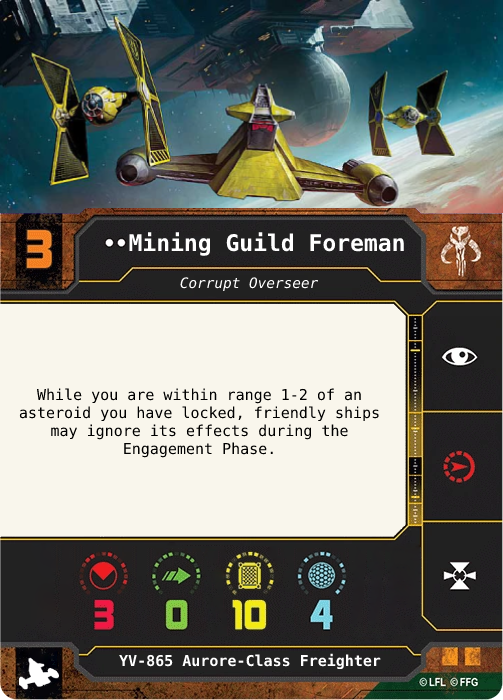 3
••Mining Guild Foreman
Corrupt Overseer
While you are within range 1-2 of an
asteroid you have locked, friendly ships
may ignore its effects during the
Engagement Phase.
3 0 10 4
YV-865 Aurore-Class Freighter
©LFL ©FFG